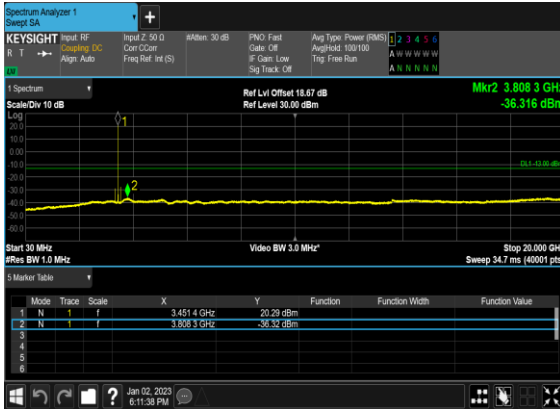 Spectrum Analyzer 1
Swept SA
KEYSIGHT
R T
Input: RF
Coupling: DC
Align: Auto
Input Z: 50 Ω
Corr CCorr
Freq Ref: Int (S)
#Atten: 30 dB
PNO: Fast
Gate: Off
IF Gain: Low
Sig Track: Off
Avg Type: Power (RMS)
Avg|Hold: 100/100
Trig: Free Run
1 2 3 4 5 6
A W W W W W
A N N N N N
1 Spectrum
Scale/Div 10 dB
Ref Lvl Offset 18.67 dB
Ref Level 30.00 dBm
Mkr2 3.808 3 GHz
-36.316 dBm
Log
20.0
10.0
0.00
-10.0
-20.0
-30.0
-40.0
-50.0
-60.0
1
2
DL1 -13.00 dBm
Start 30 MHz
#Res BW 1.0 MHz
Video BW 3.0 MHz*
Stop 20.000 GHz
Sweep 34.7 ms (40001 pts)
5 Marker Table
Mode Trace Scale X Y Function Function Width Function Value
1 N 1 f 3.451 4 GHz 20.29 dBm
2 N 1 f 3.808 3 GHz -36.32 dBm
3
4
5
6
?
Jan 02, 2023
6:11:38 PM